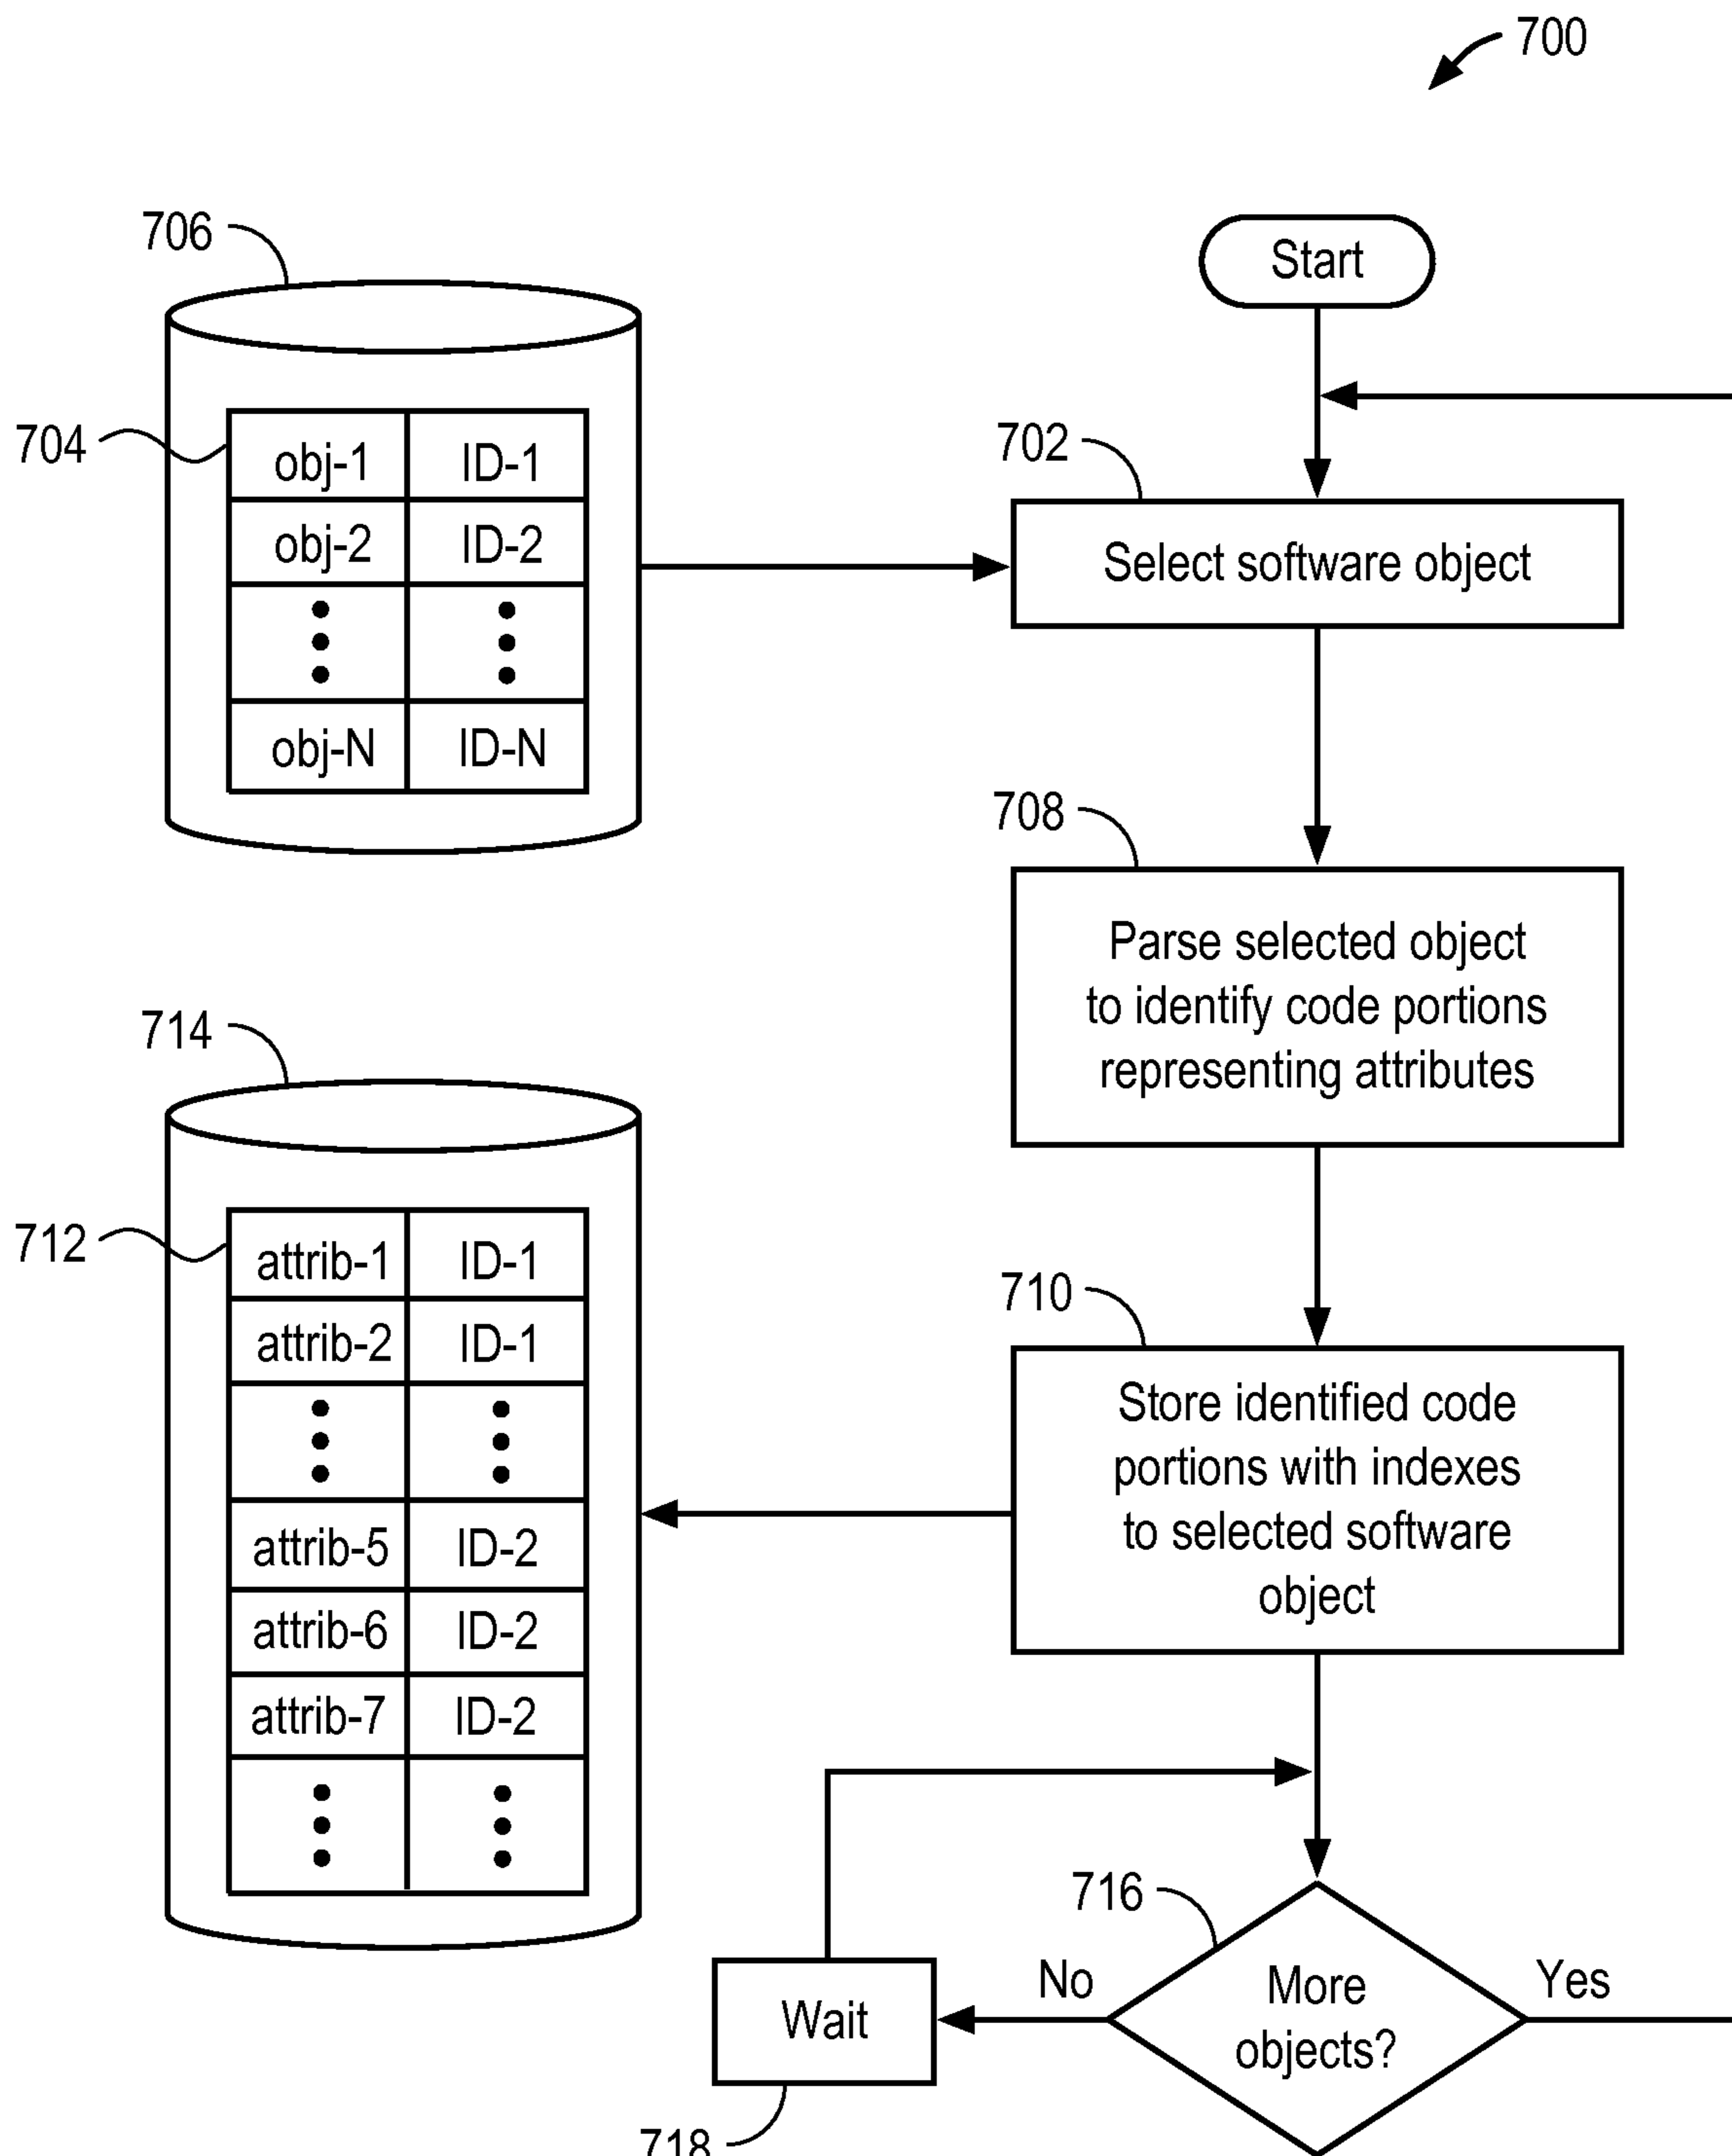 700
706
Start
704
obj-1 ID-1
702
obj-2 ID-2
Select software object
obj-N ID-N
708
Parse selected object
to identify code portions
representing attributes
714
712
attrib-1 ID-1
710
attrib-2 ID-1
Store identified code
portions with indexes
to selected software
object
attrib-5 ID-2
attrib-6 ID-2
attrib-7 ID-2
716
No
Yes
More
objects?
Wait
718